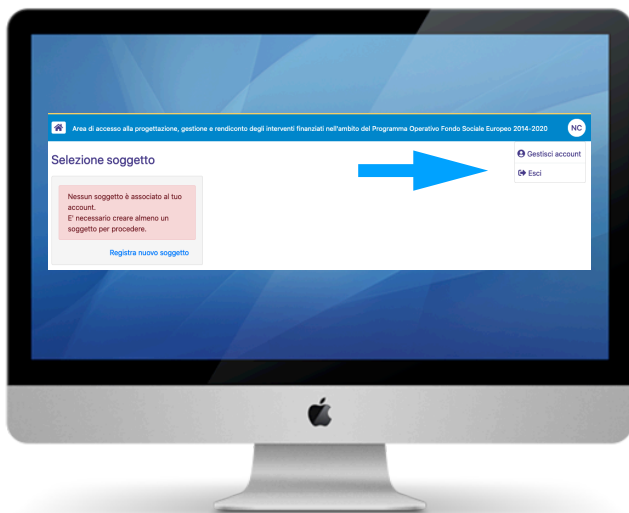 Area di accesso alla progettazione, gestione e rendiconto degli interventi finanziati nell'ambito del Programma Operativo Fondo Sociale Europeo 2014-2020 NC
Selezione soggetto
Gestisci account
Esci
Nessun soggetto è associato al tuo
account.
E' necessario creare almeno un
soggetto per procedere.
Registra nuovo soggetto